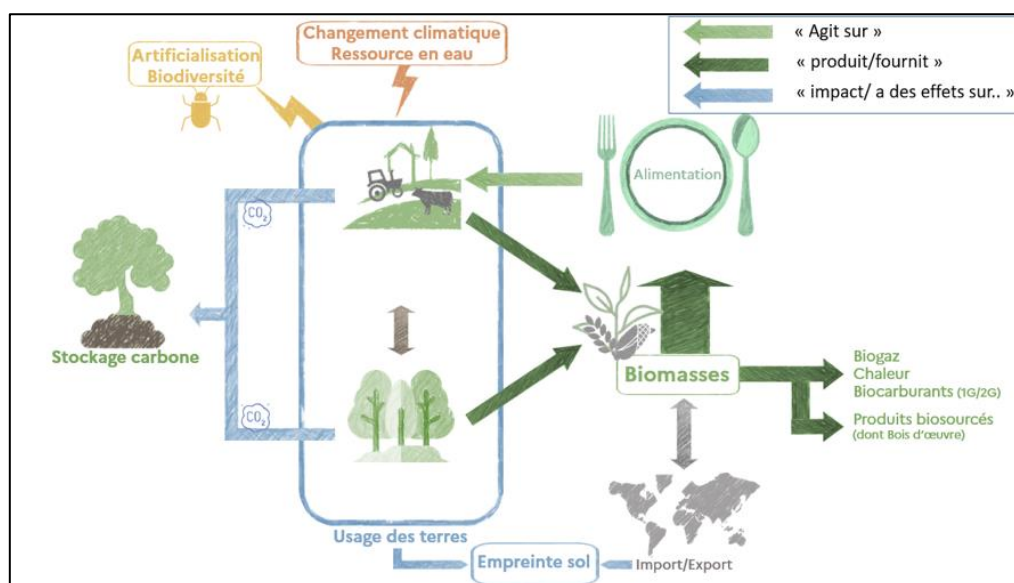 Artificialisation
Biodiversité
Changement climatique
Ressource en eau
« Agit sur »
« produit/fournit »
« impact/ a des effets sur.. »
Alimentation
CO₂
Stockage carbone
CO₂
Biomasses
Biogaz
Chaleur
Biocarburants (1G/2G)
Produits biosourcés
(dont Bois d'œuvre)
Usage des terres
Empreinte sol
Import/Export